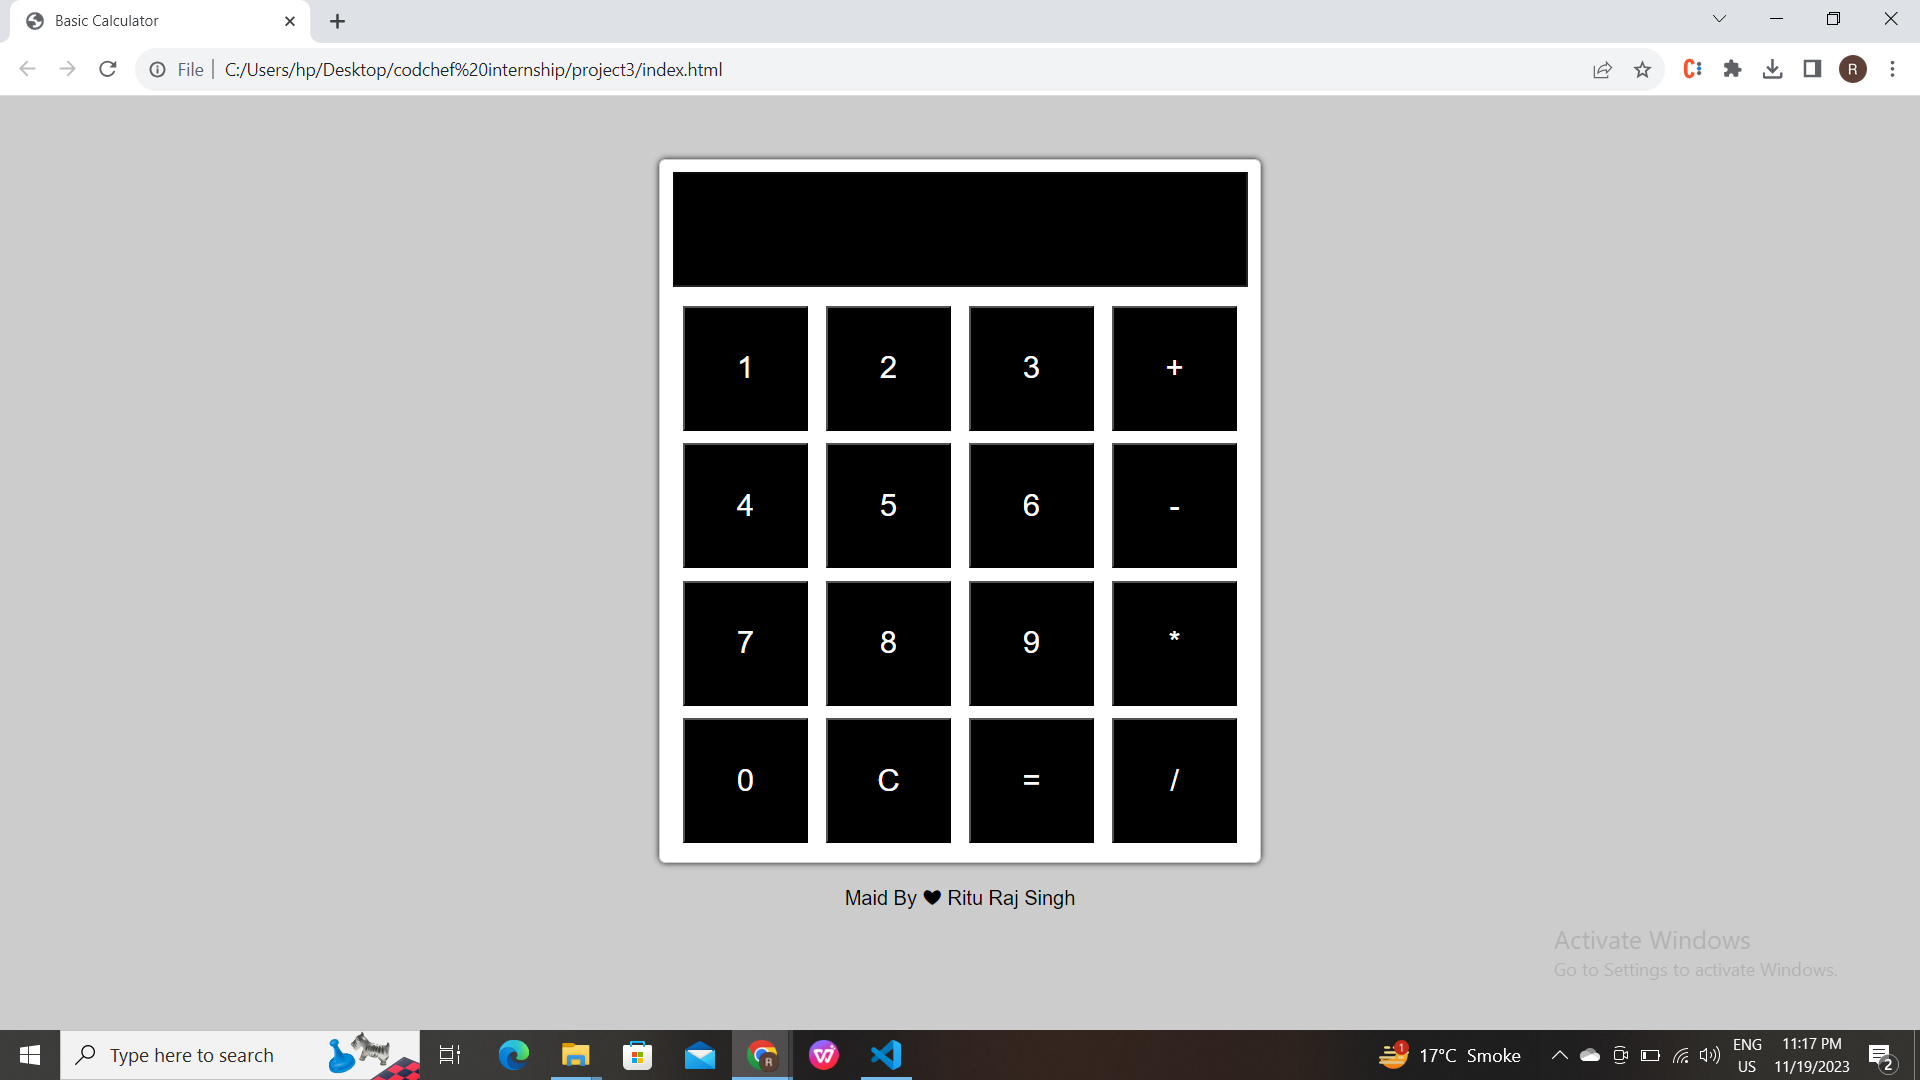 Basic Calculator
File
C:/Users/hp/Desktop/codchef%20internship/project3/index.html
R
1 2 3 +
4 5 6 -
7 8 9 *
0 C = /
Maid By ♥ Ritu Raj Singh
Activate Windows
Go to Settings to activate Windows.
Type here to search
R
1
17°C Smoke
ENG
US
11:17 PM
11/19/2023
2